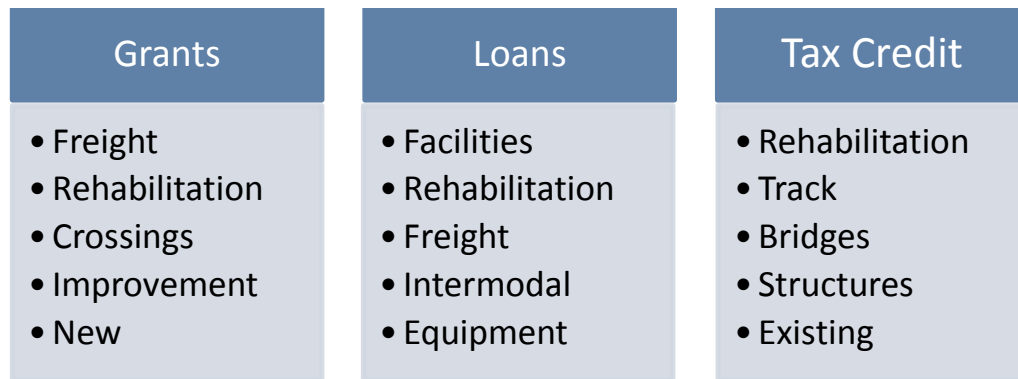 Grants
• Freight
• Rehabilitation
• Crossings
• Improvement
• New
Loans
• Facilities
• Rehabilitation
• Freight
• Intermodal
• Equipment
Tax Credit
• Rehabilitation
• Track
• Bridges
• Structures
• Existing